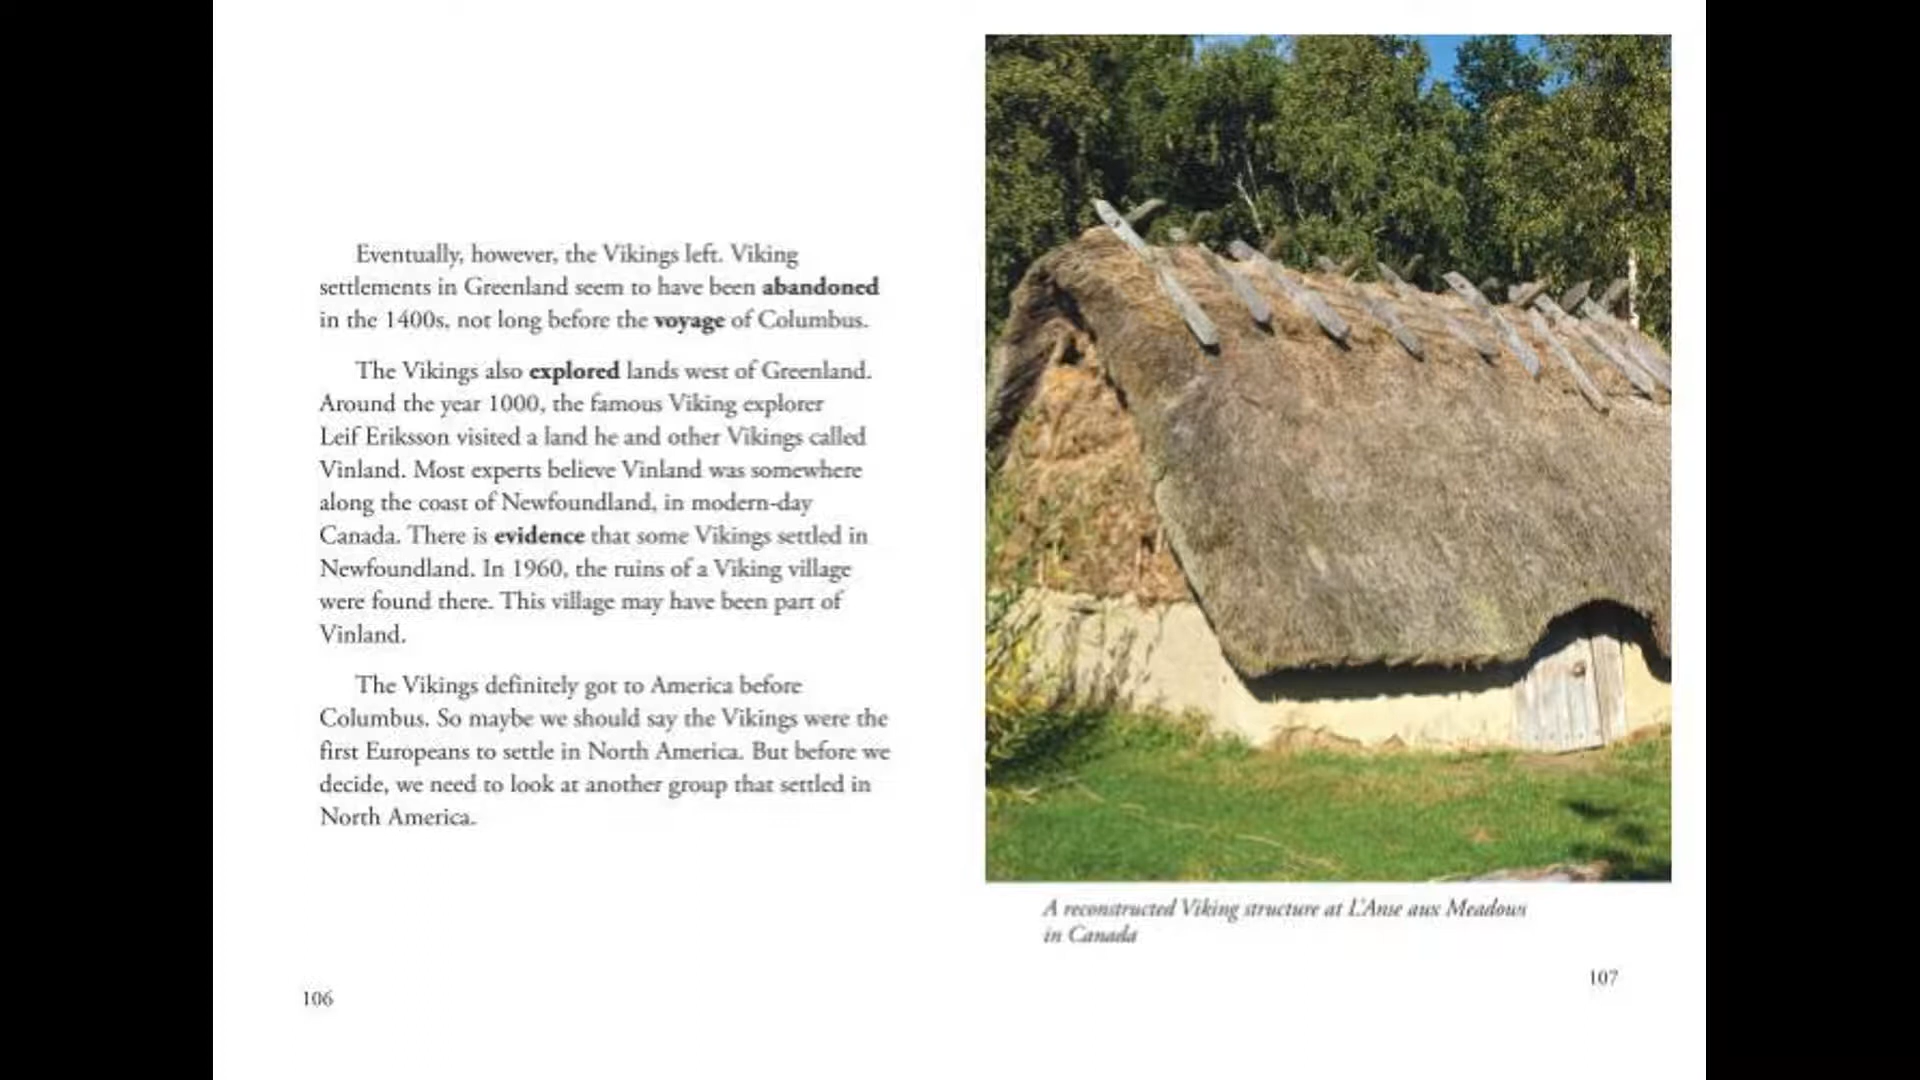 Eventually, however, the Vikings left. Viking
settlements in Greenland seem to have been abandoned
in the 1400s, not long before the voyage of Columbus.
The Vikings also explored lands west of Greenland.
Around the year 1000, the famous Viking explorer
Leif Eriksson visited a land he and other Vikings called
Vinland. Most experts believe Vinland was somewhere
along the coast of Newfoundland, in modern-day
Canada. There is evidence that some Vikings settled in
Newfoundland. In 1960, the ruins of a Viking village
were found there. This village may have been part of
Vinland.
The Vikings definitely got to America before
Columbus. So maybe we should say the Vikings were the
first Europeans to settle in North America. But before we
decide, we need to look at another group that settled in
North America.
106
A reconstructed Viking structure at L'Anse aux Meadows
in Canada
107